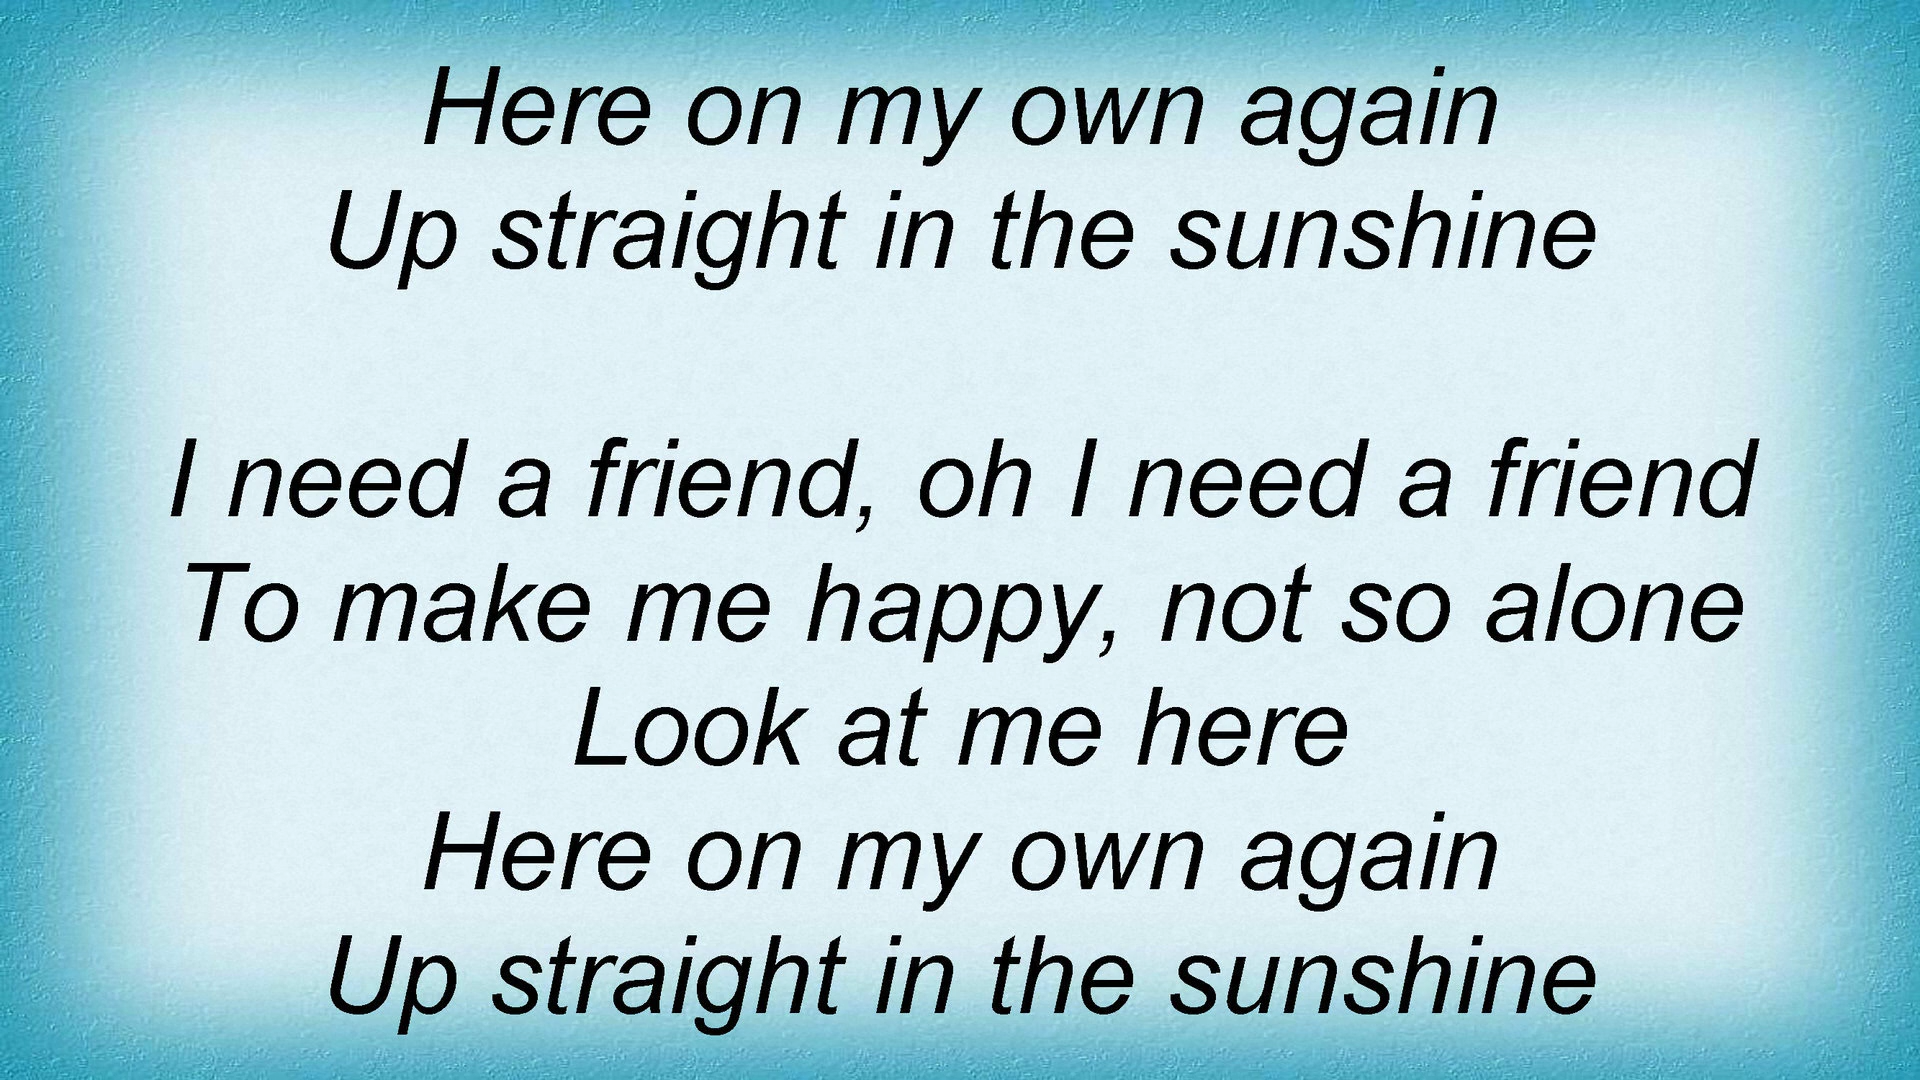 Here on my own again
Up straight in the sunshine
I need a friend, oh I need a friend
To make me happy, not so alone
Look at me here
Here on my own again
Up straight in the sunshine